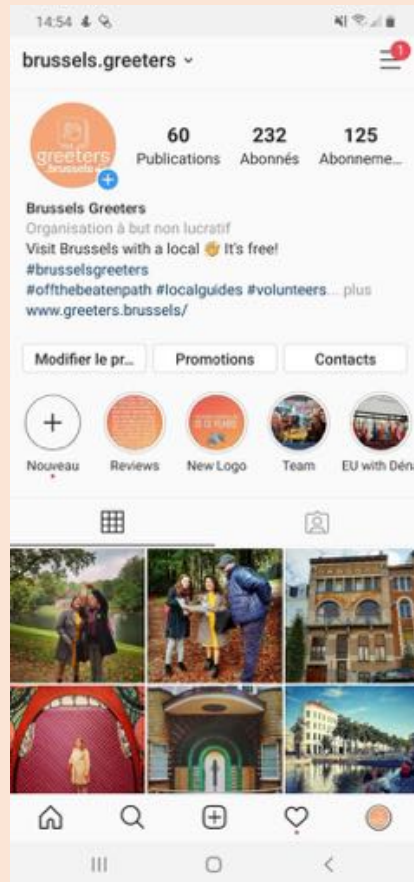 14:54
brussels.greeters
1
greeters
.brussels
60 232 125
Publications Abonnés Abonneme...
Brussels Greeters
Organisation à but non lucratif
Visit Brussels with a local 👋 It's free!
#brusselsgreeters
#offthebeatenpath #localguides #volunteers... plus
www.greeters.brussels/
Modifier le pr... Promotions Contacts
Nouveau Reviews New Logo Team EU with Déna